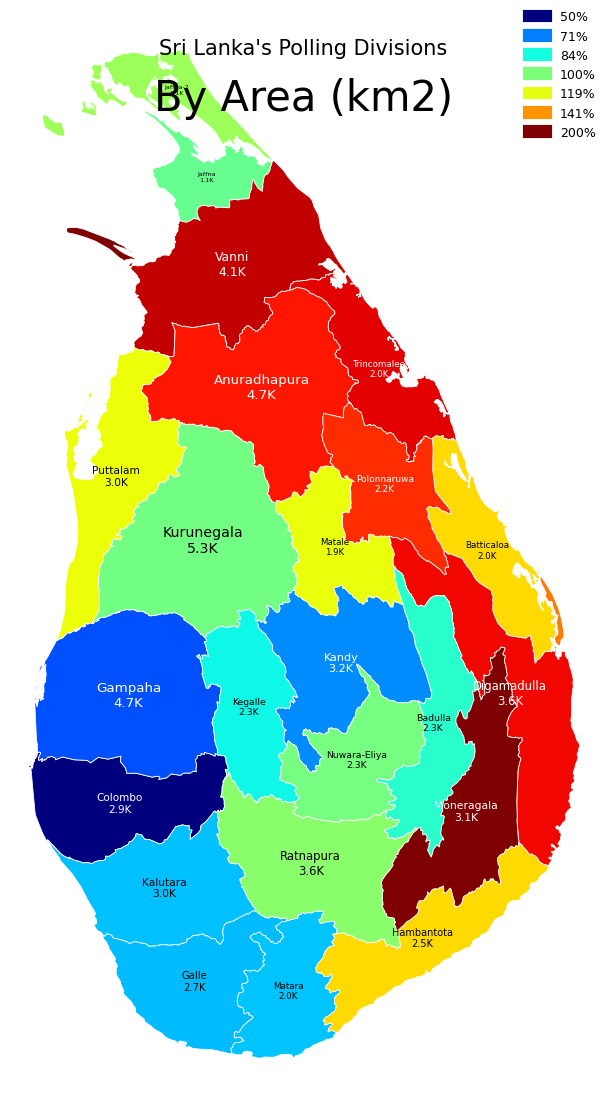 Sri Lanka's Polling Divisions
By Area (km2)
50%
71%
84%
100%
119%
141%
200%
Jaffna
1.1K
Vanni
4.1K
Trincomalee
2.0K
Anuradhapura
4.7K
Puttalam
3.0K
Polonnaruwa
2.2K
Kurunegala
5.3K
Matale
1.9K
Batticaloa
2.0K
Kandy
3.2K
Gampaha
4.7K
Digamadulla
3.6K
Kegalle
2.3K
Badulla
2.3K
Nuwara-Eliya
2.3K
Colombo
2.9K
Moneragala
3.1K
Ratnapura
3.6K
Kalutara
3.0K
Hambantota
2.5K
Galle
2.7K
Matara
2.0K